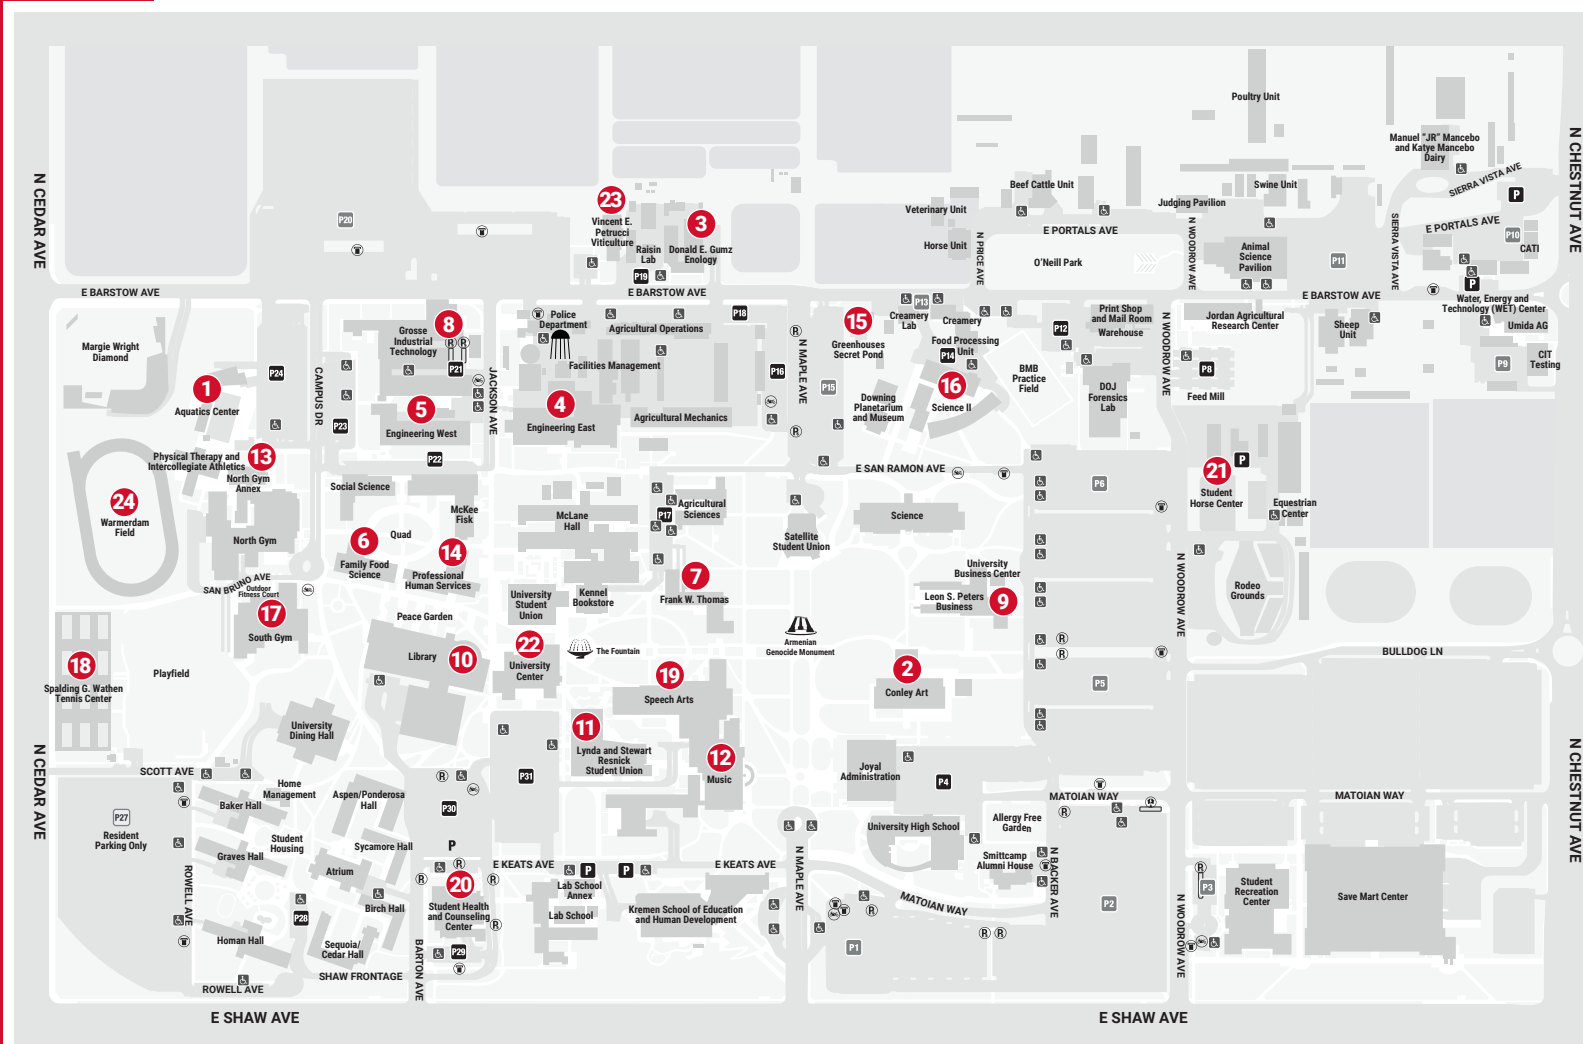 Poultry Unit
Manuel "JR" Mancebo
and Katye Mancebo
Dairy
N CEDAR AVE
N CHESTNUT AVE
SIERRA VISTA AVE
P
Beef Cattle Unit
Swine Unit
Judging Pavilion
23
Vincent E.
Petrucci
Viticulture
3
Donald E. Gumz
Enology
Raisin
Lab
P20
P19
Veterinary Unit
Horse Unit
N PRICE AVE
E PORTALS AVE
O'Neill Park
N WOODROW AVE
Animal
Science
Pavilion
P11
SIERRA VISTA AVE
E PORTALS AVE
P10
CATI
P
E BARSTOW AVE
E BARSTOW AVE
E BARSTOW AVE
Water, Energy and
Technology (WET) Center
Umida AG
CIT
Testing
P9
Margie Wright
Diamond
8
Grosse
Industrial
Technology
R R
P21
Police
Department
Agricultural Operations
Facilities Management
P18
R
15
Greenhouses
Secret Pond
P13
Creamery
Lab
Creamery
Food Processing
Unit
P14
16
Science II
BMB
Practice
Field
P12
Print Shop
and Mail Room
Warehouse
DOJ
Forensics
Lab
N WOODROW AVE
Jordan Agricultural
Research Center
Sheep
Unit
P8
Feed Mill
1
Aquatics Center
P24
CAMPUS DR
P23
5
Engineering West
P22
JACKSON AVE
4
Engineering East
Agricultural Mechanics
P16
N MAPLE AVE
R
P15
Downing
Planetarium
and Museum
E SAN RAMON AVE
Physical Therapy and
Intercollegiate Athletics
13
North Gym
Annex
24
Warmerdam
Field
North Gym
Social Science
McKee
Fisk
Quad
6
Family Food
Science
14
Professional
Human Services
McLane
Hall
P17
Agricultural
Sciences
Satellite
Student Union
Science
P6
P
21
Student
Horse Center
Equestrian
Center
SAN BRUNO AVE
Outdoor
Fitness Court
17
South Gym
Peace Garden
University
Student
Union
Kennel
Bookstore
7
Frank W. Thomas
University
Business Center
Leon S. Peters
Business
9
N WOODROW AVE
Rodeo
Grounds
18
Spalding G. Wathen
Tennis Center
Playfield
Library
10
22
University
Center
The Fountain
Armenian
Genocide Monument
R
R
BULLDOG LN
19
Speech Arts
2
Conley Art
P5
University
Dining Hall
11
Lynda and Stewart
Resnick
Student Union
12
Music
Joyal
Administration
P4
N CEDAR AVE
N CHESTNUT AVE
SCOTT AVE
P27
Resident
Parking Only
Home
Management
Baker Hall
Aspen/Ponderosa
Hall
R
P31
P30
MATOIAN WAY
MATOIAN WAY
R
Graves Hall
Student
Housing
Sycamore Hall
Atrium
P
E KEATS AVE
P
P
E KEATS AVE
N MAPLE AVE
University High School
Allergy Free
Garden
Smittcamp
Alumni House
N BACKER AVE
ROWELL AVE
Birch Hall
R
R
R
20
Student Health
and Counseling
Center
R
Lab School
Annex
Lab School
Kremen School of Education
and Human Development
MATOIAN WAY
R
R R
P2
R
P3
N WOODROW AVE
Student
Recreation
Center
Save Mart Center
P28
Homan Hall
Sequoia/
Cedar Hall
P29
P1
BARTON AVE
SHAW FRONTAGE
ROWELL AVE
E SHAW AVE
E SHAW AVE